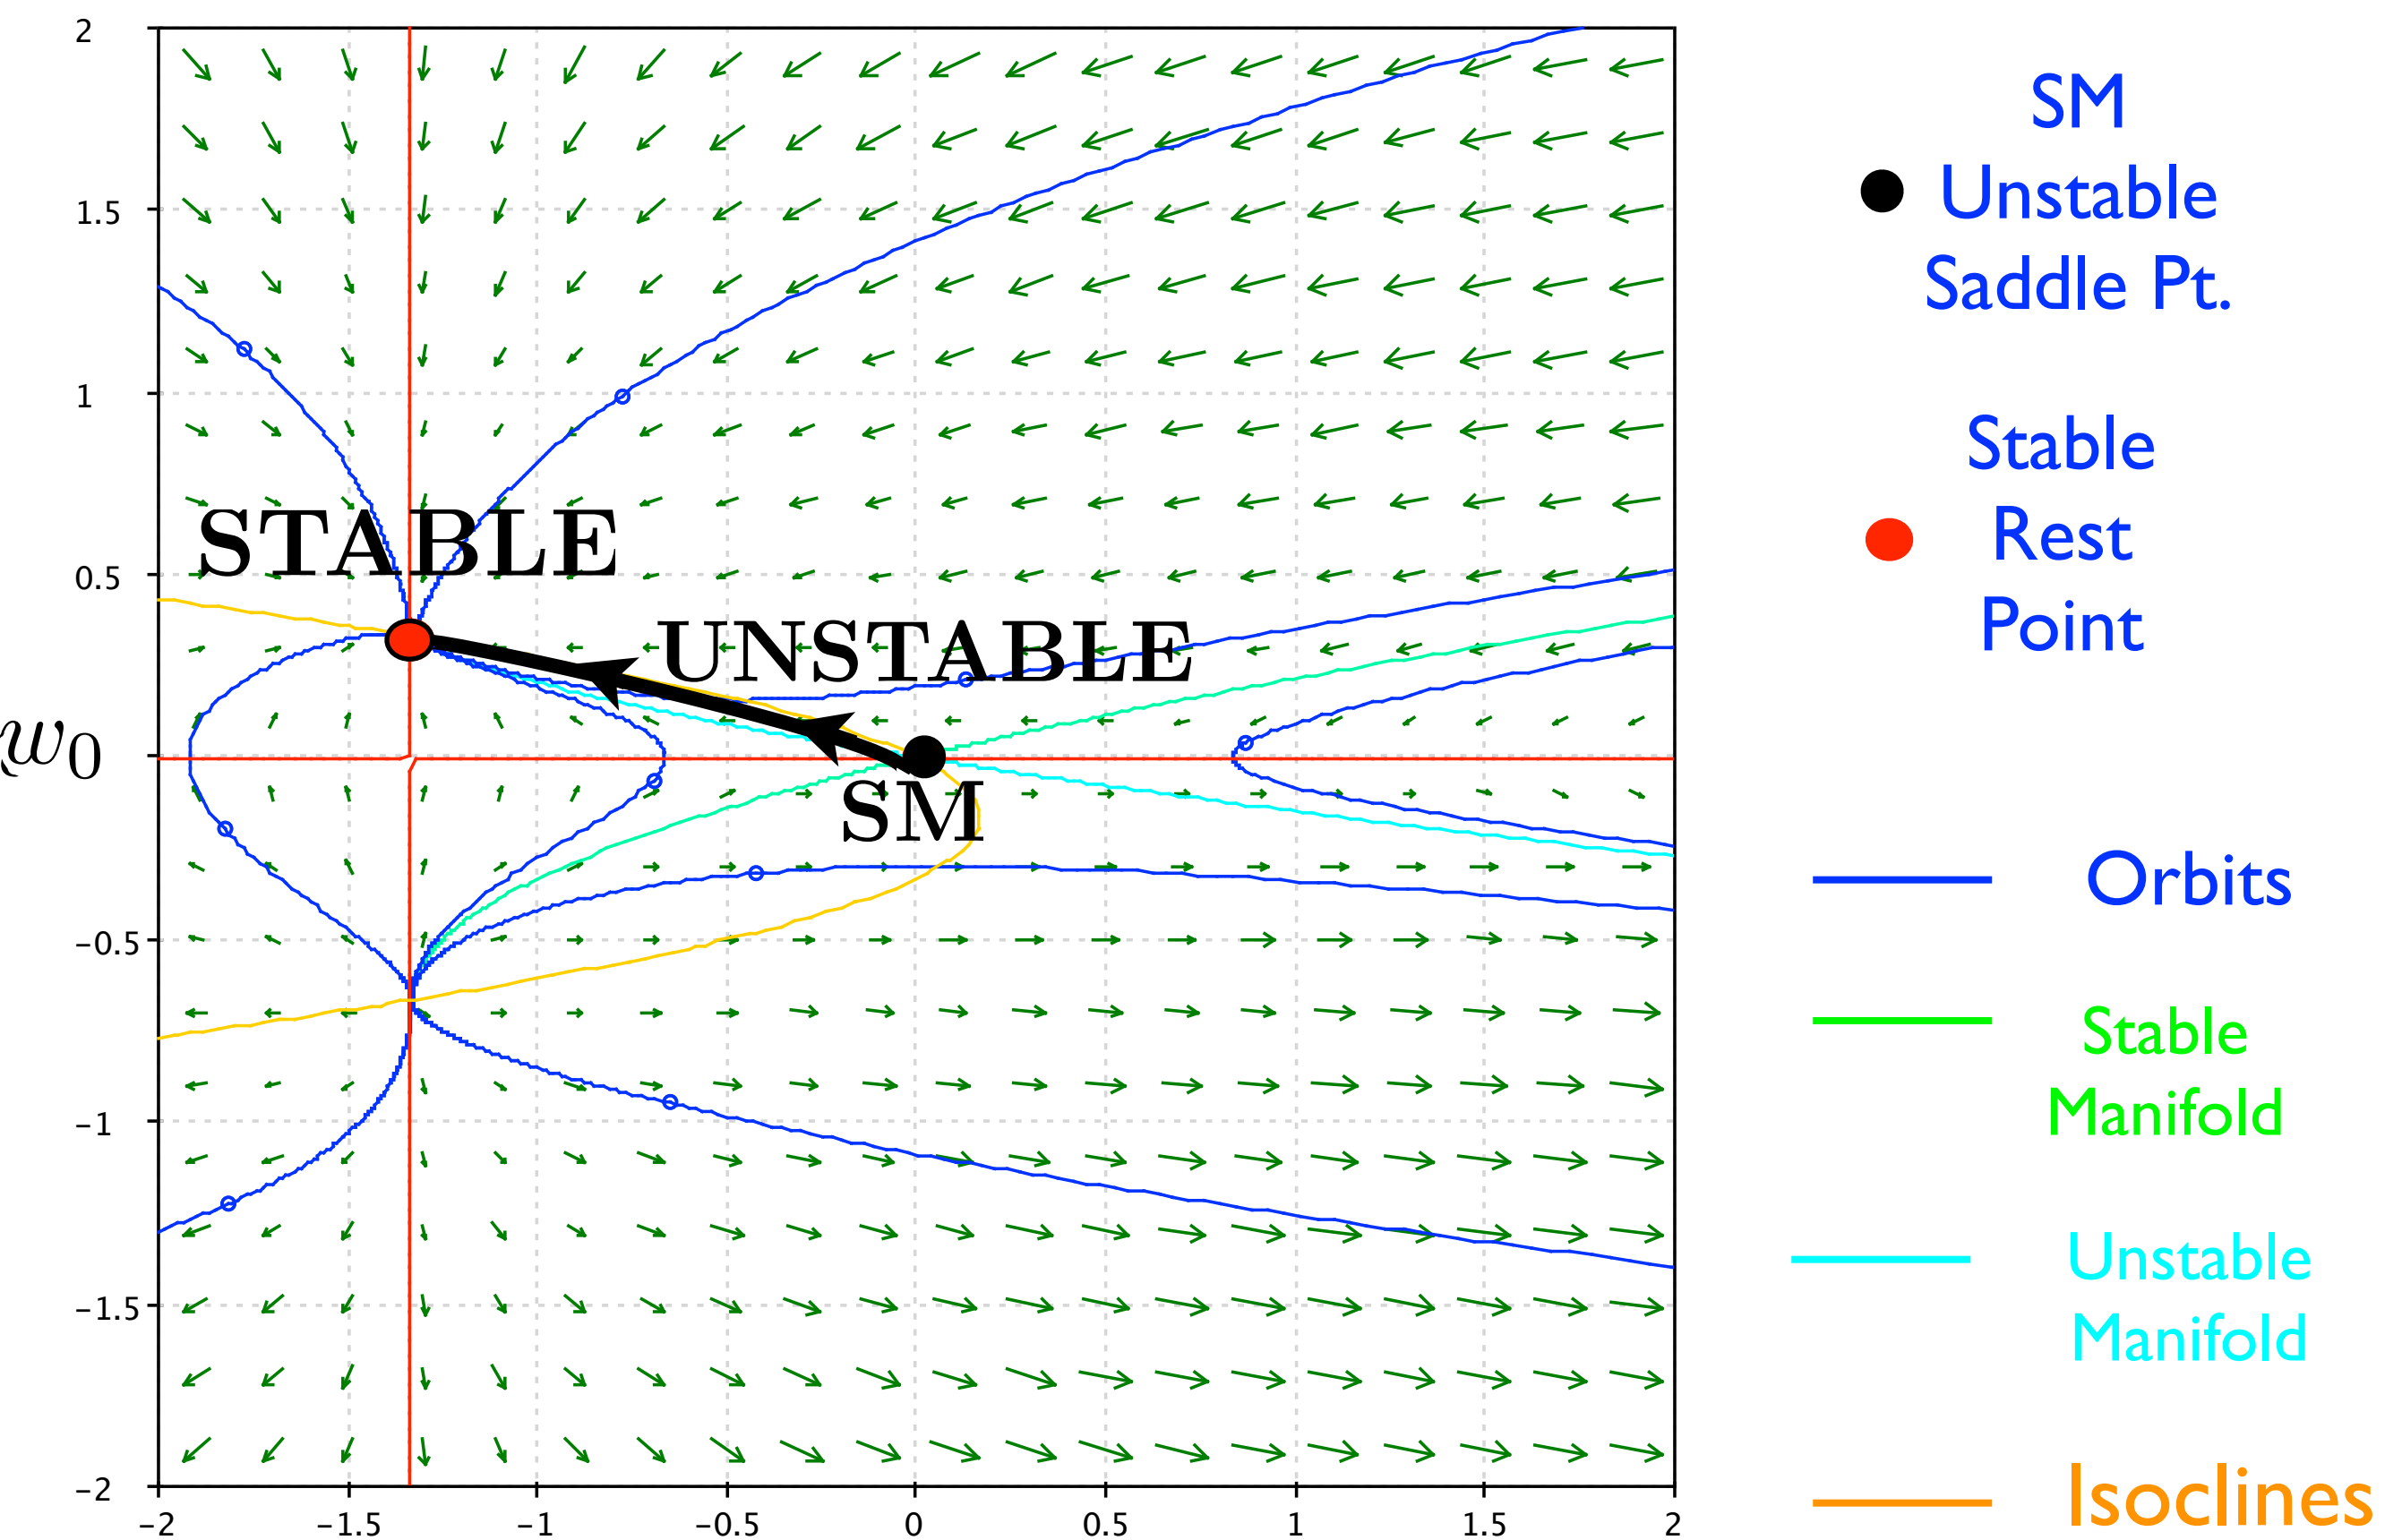 2
1.5
1
0.5
w0
−0.5
−1
−1.5
−2
−2 −1.5 −1 −0.5 0 0.5 1 1.5 2
STABLE
UNSTABLE
SM
SM
Unstable
Saddle Pt.
Stable
Rest
Point
Orbits
Stable
Manifold
Unstable
Manifold
Isoclines